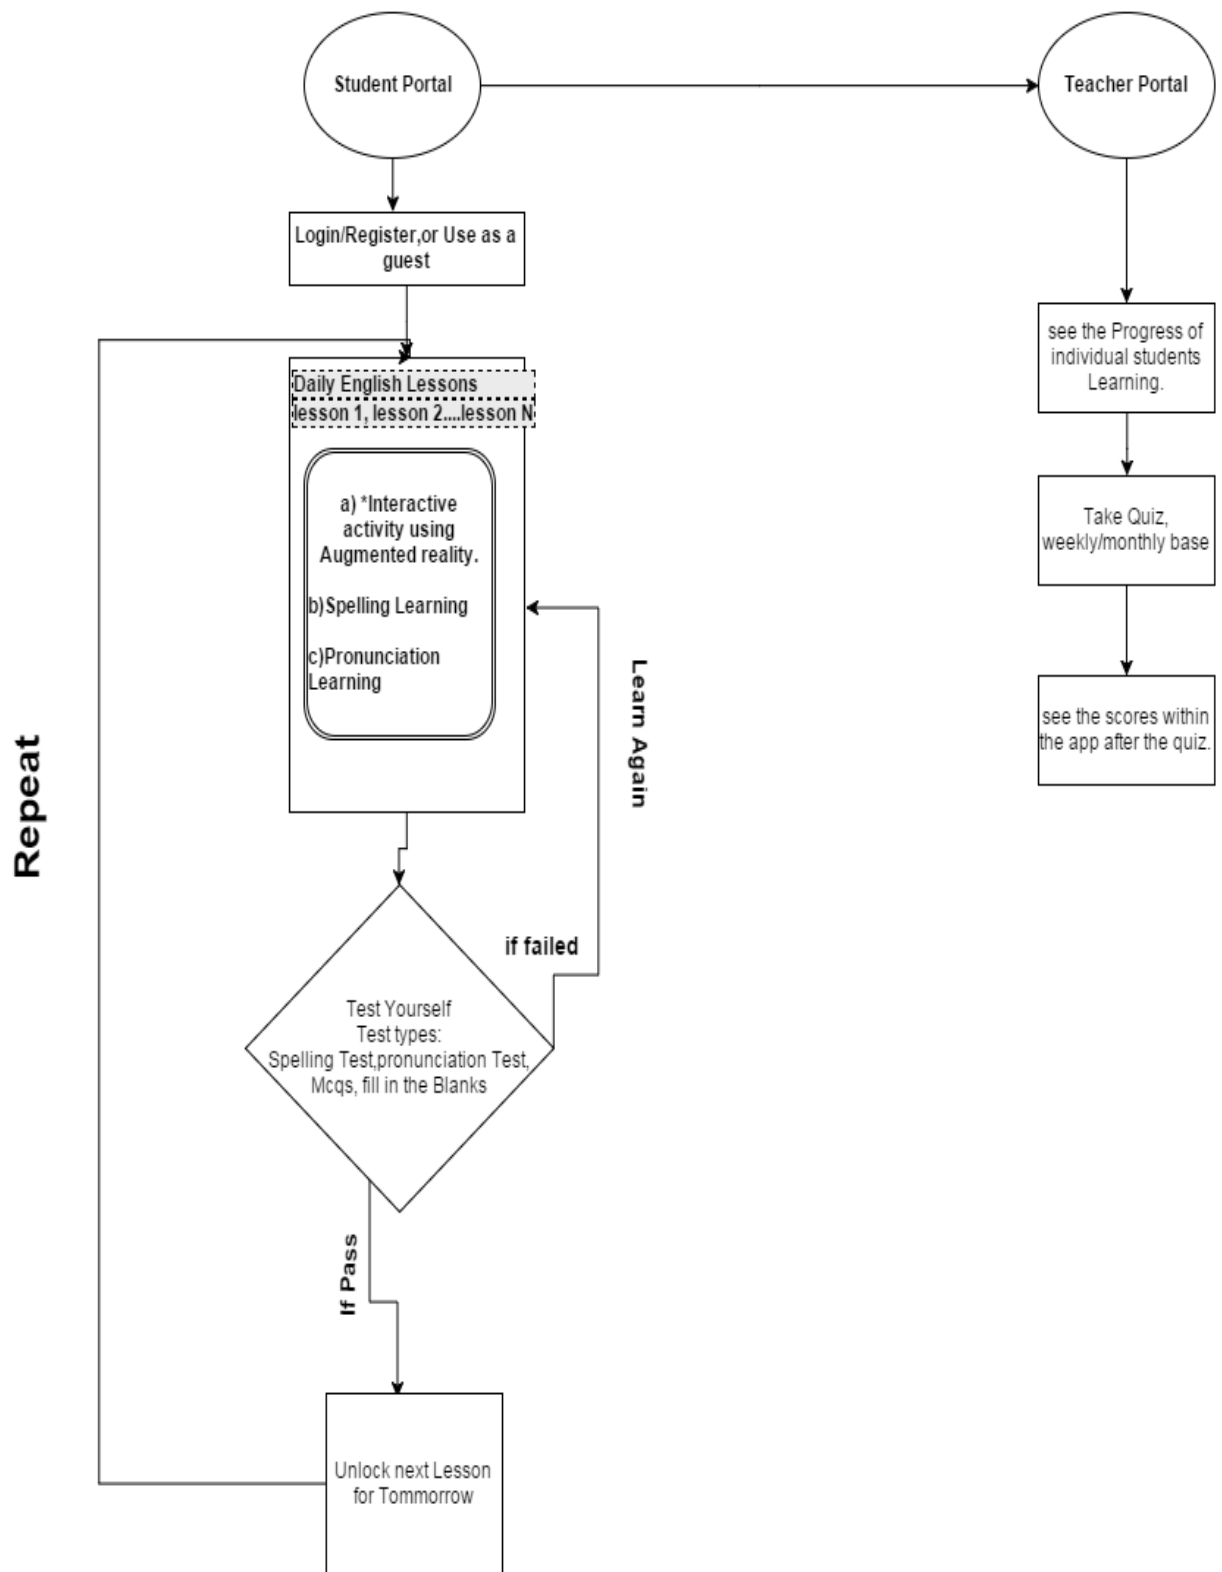 Student Portal
Teacher Portal
Login/Register,or Use as a
guest
Daily English Lessons
lesson 1, lesson 2....lesson N
a) *Interactive
activity using
Augmented reality.
b)Spelling Learning
c)Pronunciation
Learning
Learn Again
Repeat
if failed
Test Yourself
Test types:
Spelling Test,pronunciation Test,
Mcqs, fill in the Blanks
If Pass
Unlock next Lesson
for Tommorrow
see the Progress of
individual students
Learning.
Take Quiz,
weekly/monthly base
see the scores within
the app after the quiz.